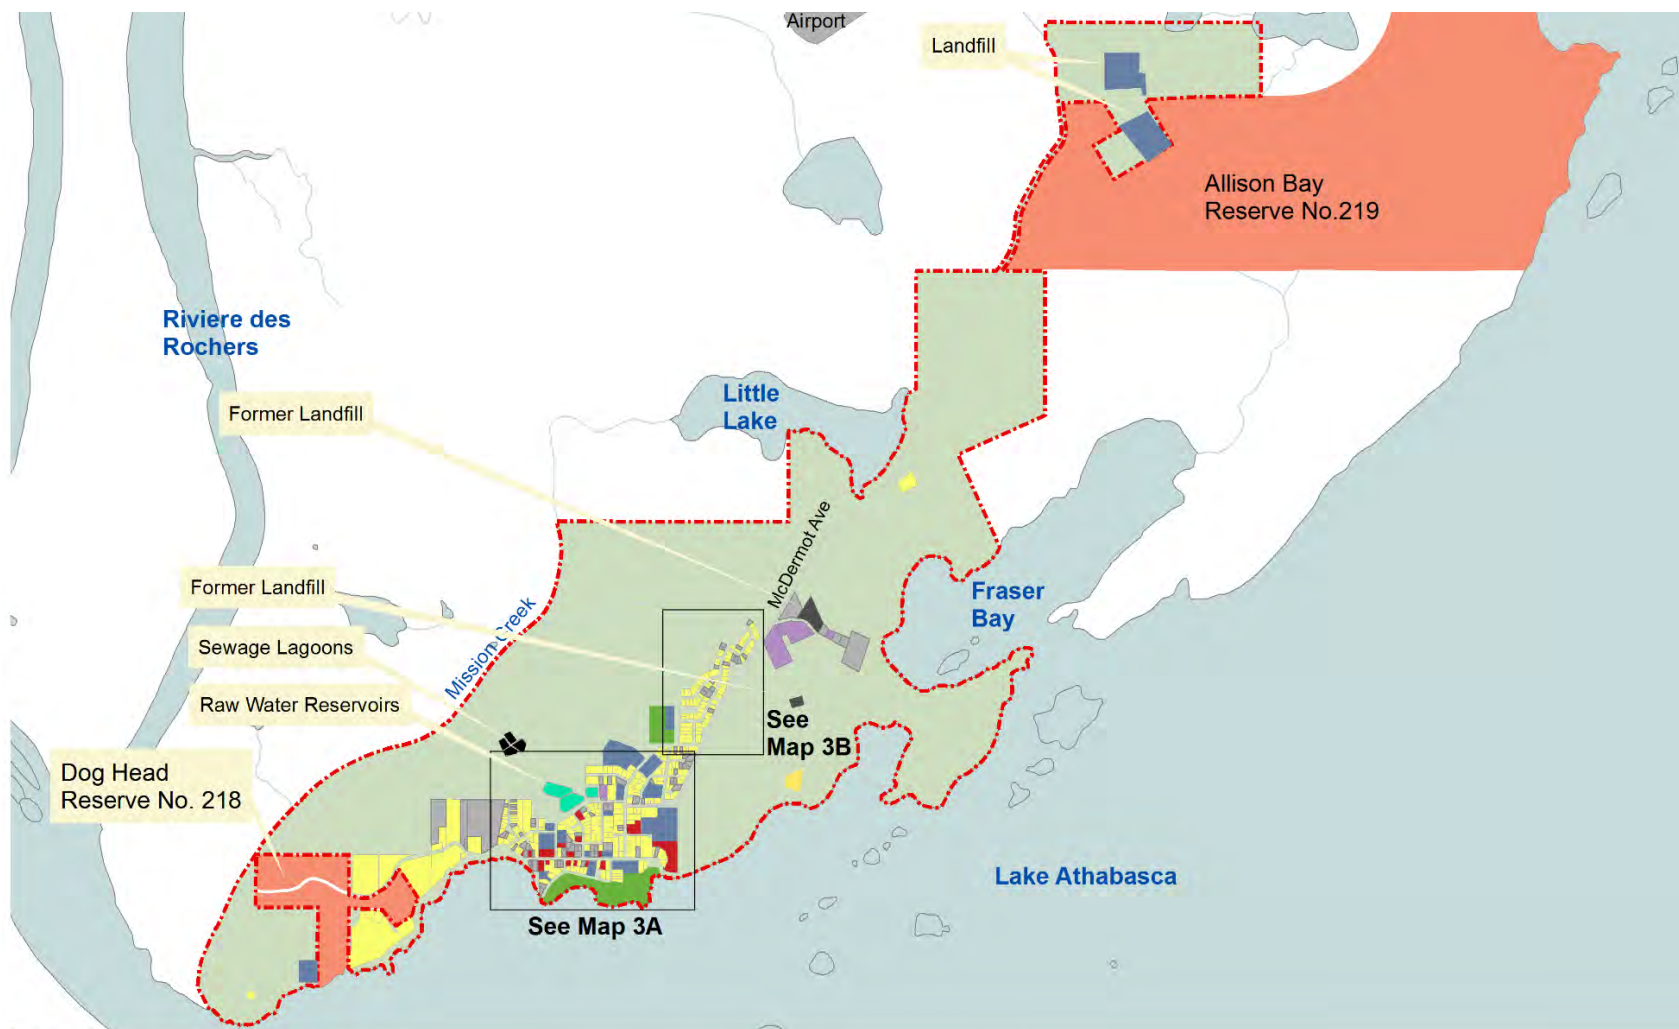 Airport
Landfill
Allison Bay
Reserve No.219
Riviere des
Rochers
Little
Lake
Former Landfill
McDermot Ave
Former Landfill
Fraser
Bay
Mission Creek
Sewage Lagoons
Raw Water Reservoirs
See
Map 3B
Dog Head
Reserve No. 218
Lake Athabasca
See Map 3A